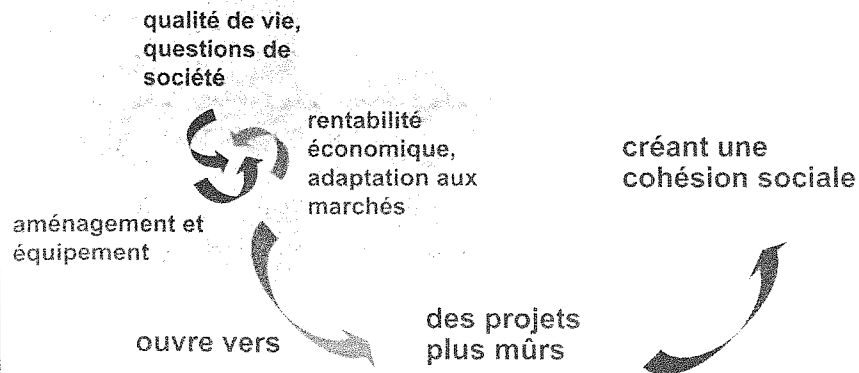 qualité de vie,
questions de
société
rentabilité
économique,
adaptation aux
marchés
aménagement et
équipement
créant une
cohésion sociale
ouvre vers
des projets
plus mûrs